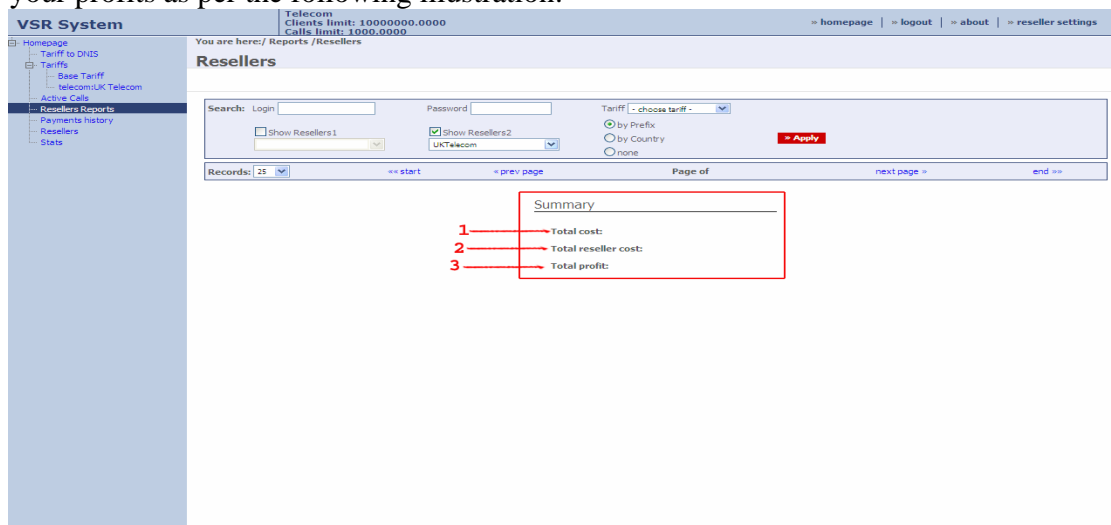 your profits as per the following illustration.
VSR System
Telecom
Clients limit: 10000000.0000
Calls limit: 1000.0000
» homepage | » logout | » about | » reseller settings
Homepage
Tariff to DNIS
Tariffs
Base Tariff
telecom:UK Telecom
Active Calls
Resellers Reports
Payments history
Resellers
Stats
You are here:/ Reports /Resellers
Resellers
Search: Login Password Tariff - choose tariff -
Show Resellers1 Show Resellers2
UKTelecom
by Prefix
by Country
none
» Apply
Records: 25 «« start « prev page Page of next page » end »»
Summary
1 Total cost:
2 Total reseller cost:
3 Total profit: